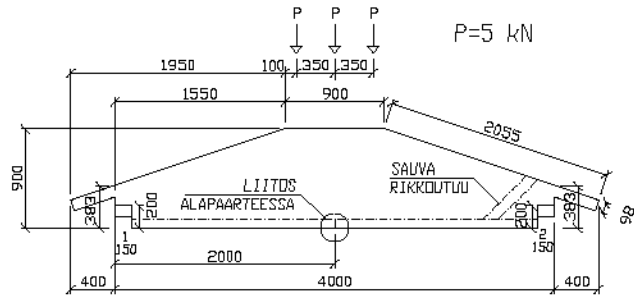 P P P
P=5 kN
1950 100 350 350
1550 900
2055
900
LIITOS
ALAPAARTEESSA
SAUVA
RIKKOUTUU
383 200 200 383
98
1 2
150 150
2000
400 4000 400